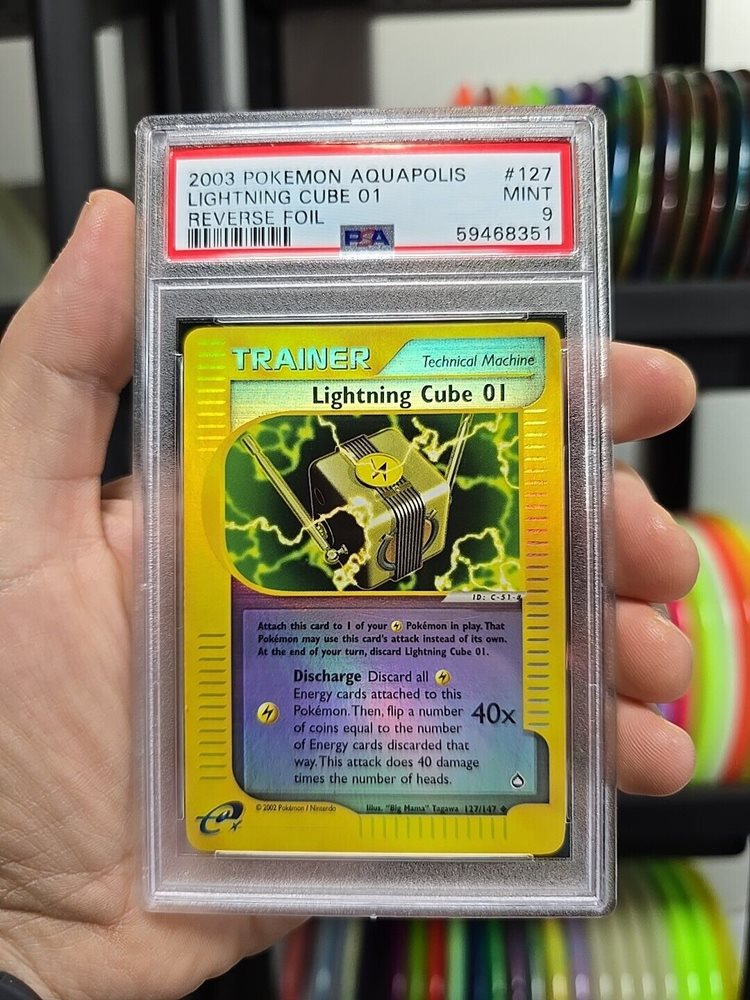 2003 POKEMON AQUAPOLIS #127
LIGHTNING CUBE 01 MINT
REVERSE FOIL 9
PSA 59468351
TRAINER Technical Machine
Lightning Cube 01
ID: C-51-#
Attach this card to 1 of your Pokémon in play. That
Pokémon may use this card's attack instead of its own.
At the end of your turn, discard Lightning Cube 01.
Discharge Discard all
Energy cards attached to this
Pokémon. Then, flip a number 40x
of coins equal to the number
of Energy cards discarded that
way. This attack does 40 damage
times the number of heads.
© 2002 Pokémon / Nintendo Illus. "Big Mama" Tagawa 127/147